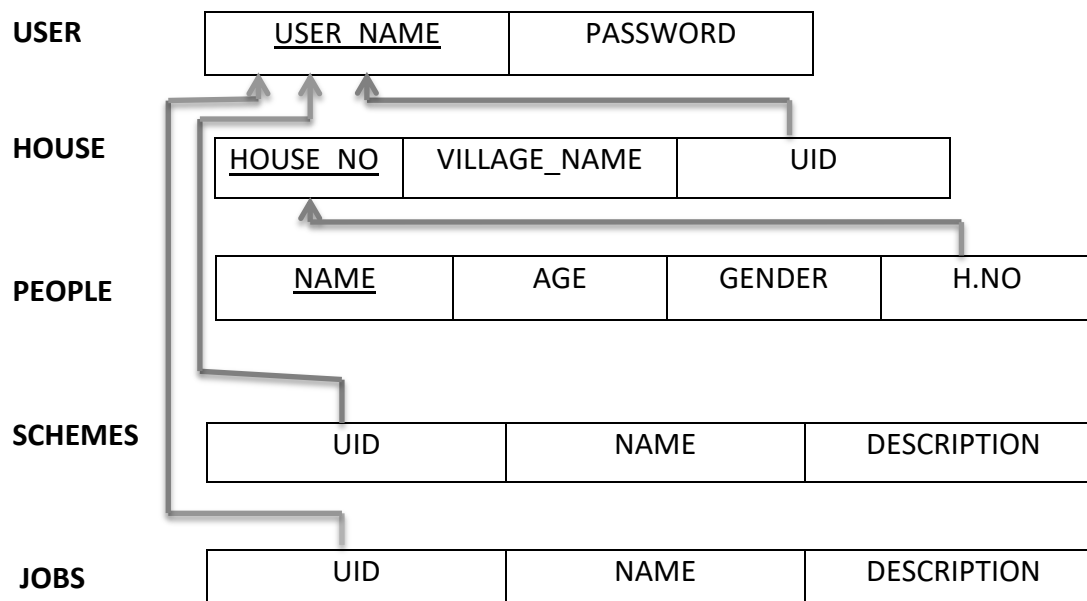 USER USER_NAME PASSWORD
HOUSE HOUSE_NO VILLAGE_NAME UID
PEOPLE NAME AGE GENDER H.NO
SCHEMES UID NAME DESCRIPTION
JOBS UID NAME DESCRIPTION